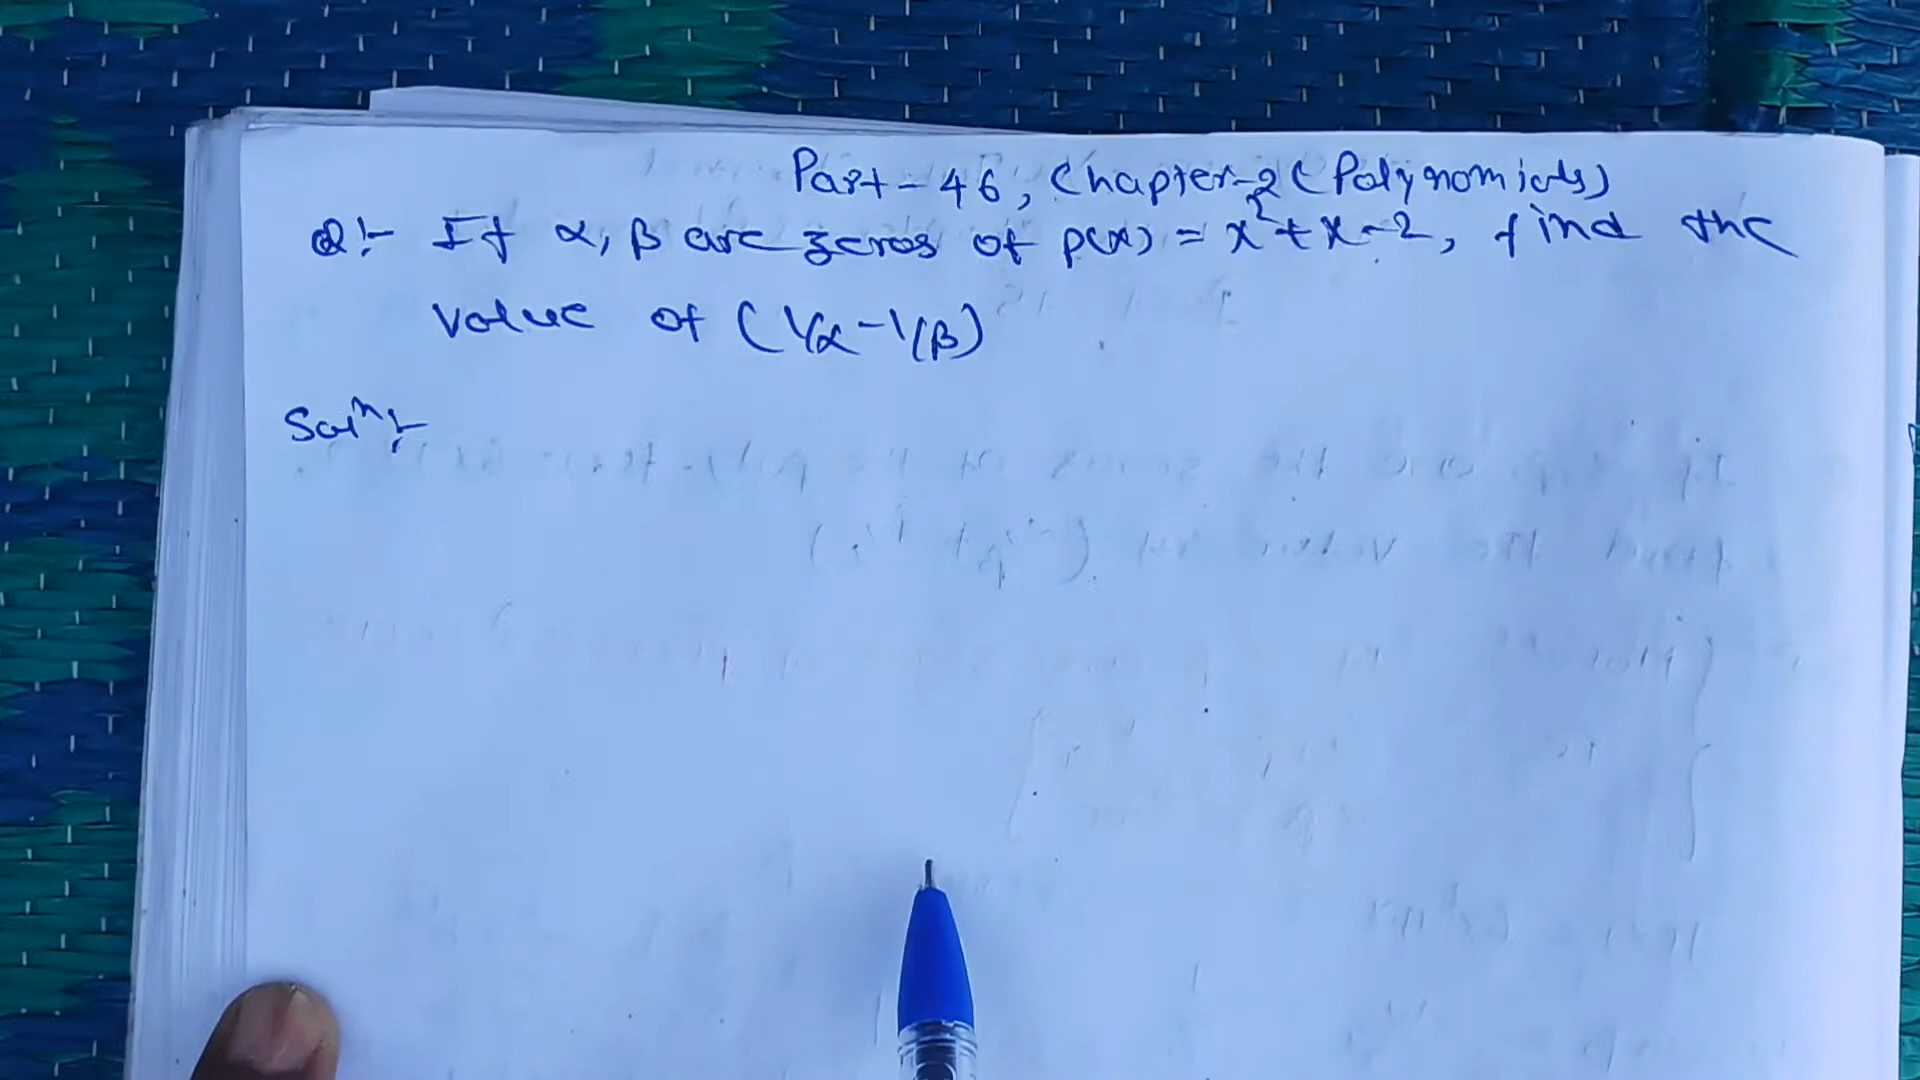 Part-46, Chapter-2 (Polynomials)
Q:- If α, β are zeros of p(x) = x²+x-2, find the
value of (1/α - 1/β)
Solⁿ:-